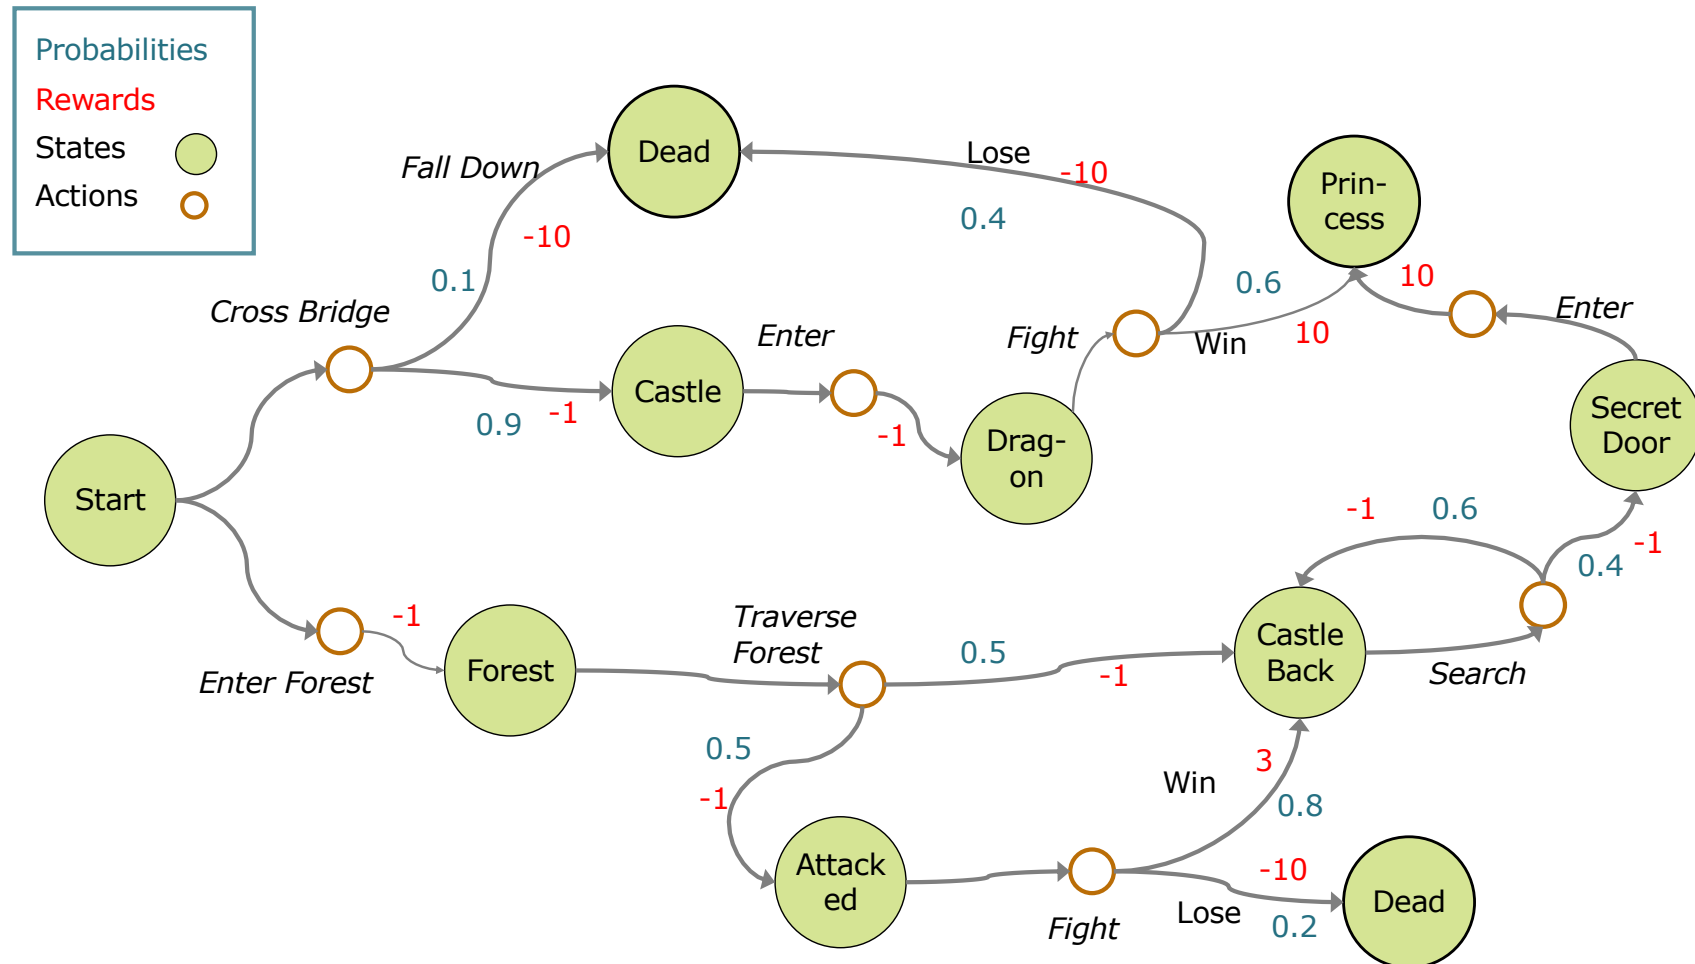 Probabilities
Rewards
States
Actions
Dead
Fall Down
-10
0.1
Lose
-10
0.4
Prin-
cess
Cross Bridge
0.9
-1
Castle
Enter
-1
Drag-
on
Fight
0.6
Win
10
10
Enter
Secret
Door
Start
-1
Enter Forest
Forest
Traverse
Forest
0.5
-1
0.5
-1
Castle
Back
-1
0.6
0.4
-1
Search
Attack
ed
Fight
Win
3
0.8
-10
Lose
0.2
Dead